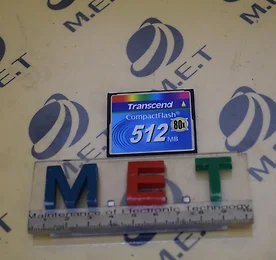 M.E.T
M.E.T
Transcend
CompactFlash®
80x
512 MB
M.E.T
Maintenance of Electronic Technology
M.E.T